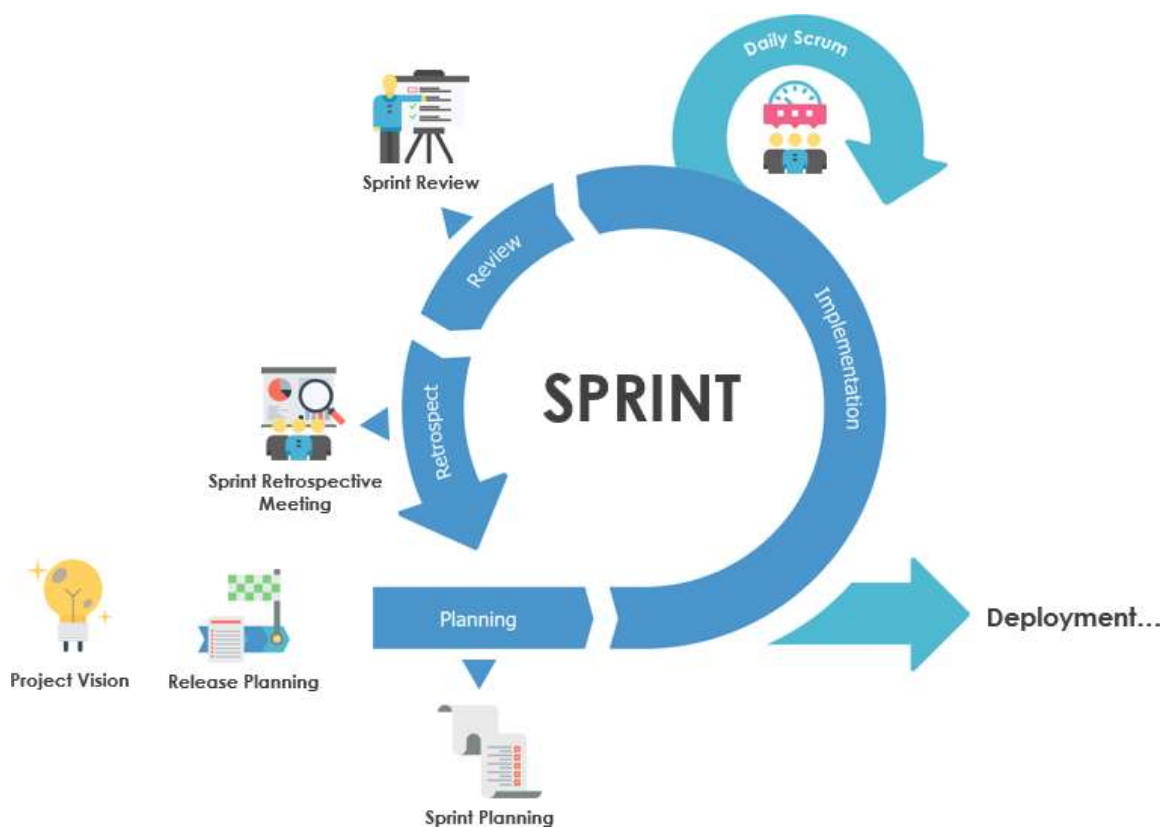 Daily Scrum
Sprint Review
Review
Implementation
SPRINT
Retrospect
Sprint Retrospective
Meeting
Planning
Deployment...
Project Vision
Release Planning
Sprint Planning